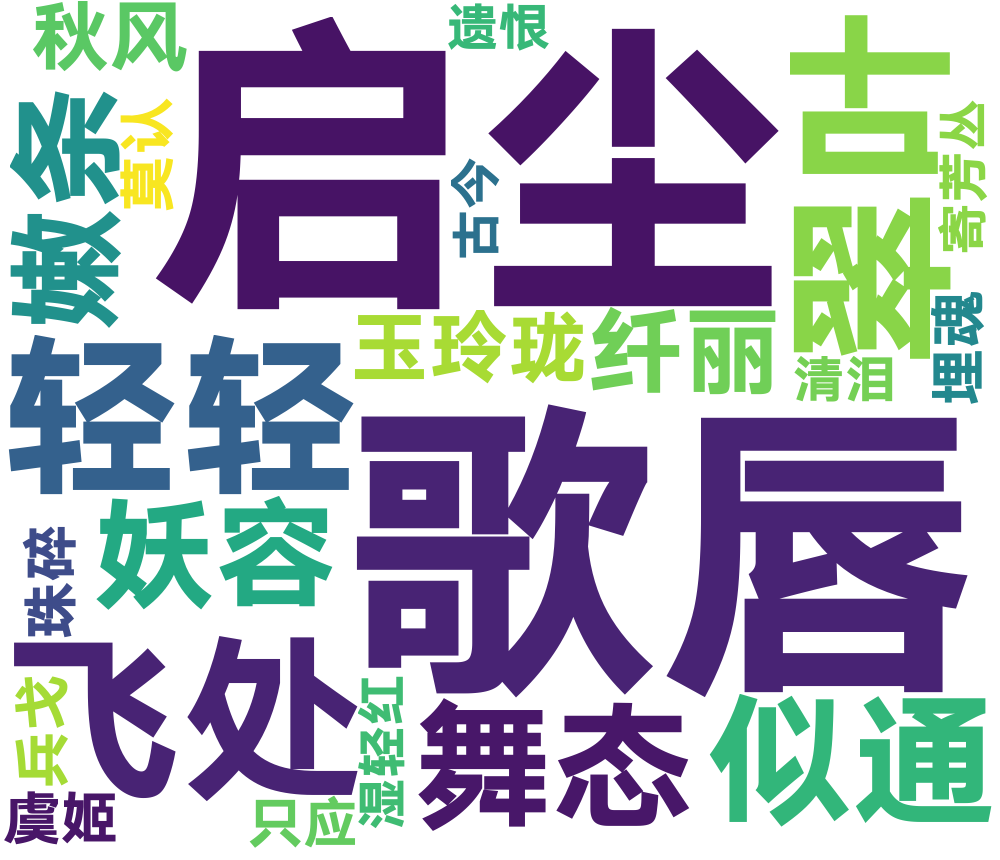 秋风
遗恨
启尘
翠叶
嫩条
莫认
古今
寄芳丛
埋魂
玉玲珑
纤丽
清泪
轻轻
歌唇
妖容
珠碎
飞处
舞态
似通
兵戈
湿轻红
虞姬
只应